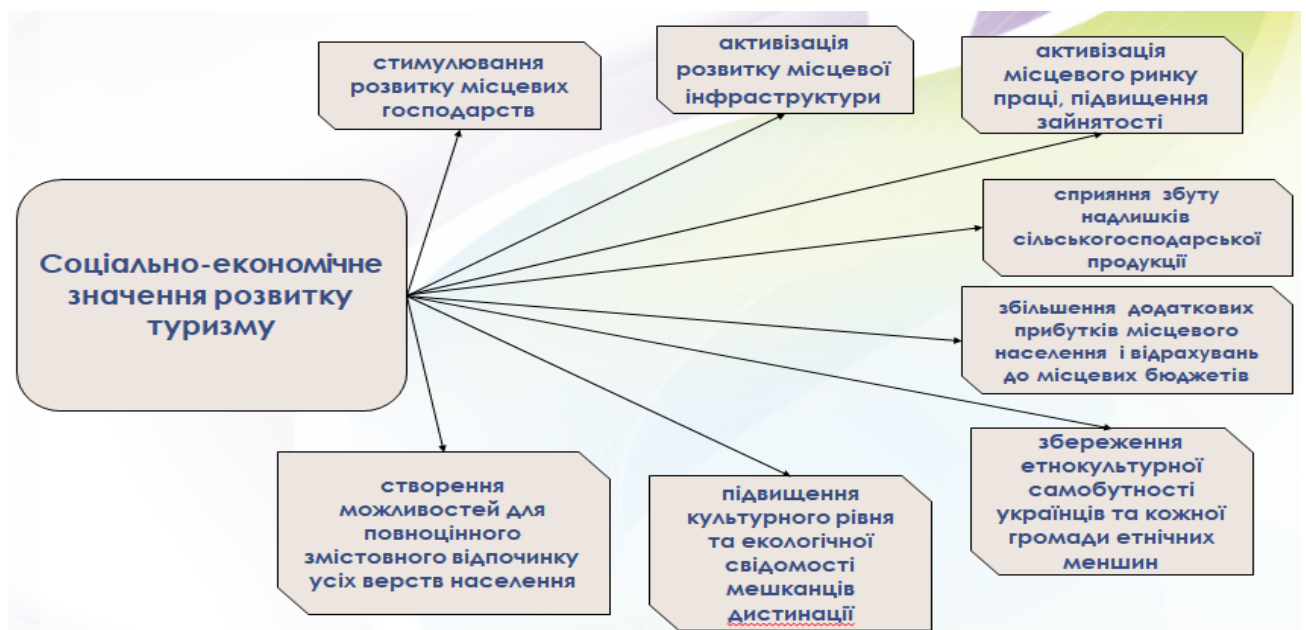 стимулювання
розвитку місцевих
господарств
активізація
розвитку місцевої
інфраструктури
активізація
місцевого ринку
праці, підвищення
зайнятості
Соціально-економічне
значення розвитку
туризму
сприяння збуту
надлишків
сільськогосподарської
продукції
збільшення додаткових
прибутків місцевого
населення і відрахувань
до місцевих бюджетів
збереження
етнокультурної
самобутності
українців та кожної
громади етнічних
меншин
підвищення
культурного рівня
та екологічної
свідомості
мешканців
дистинації
створення
можливостей для
повноцінного
змістовного відпочинку
усіх верств населення